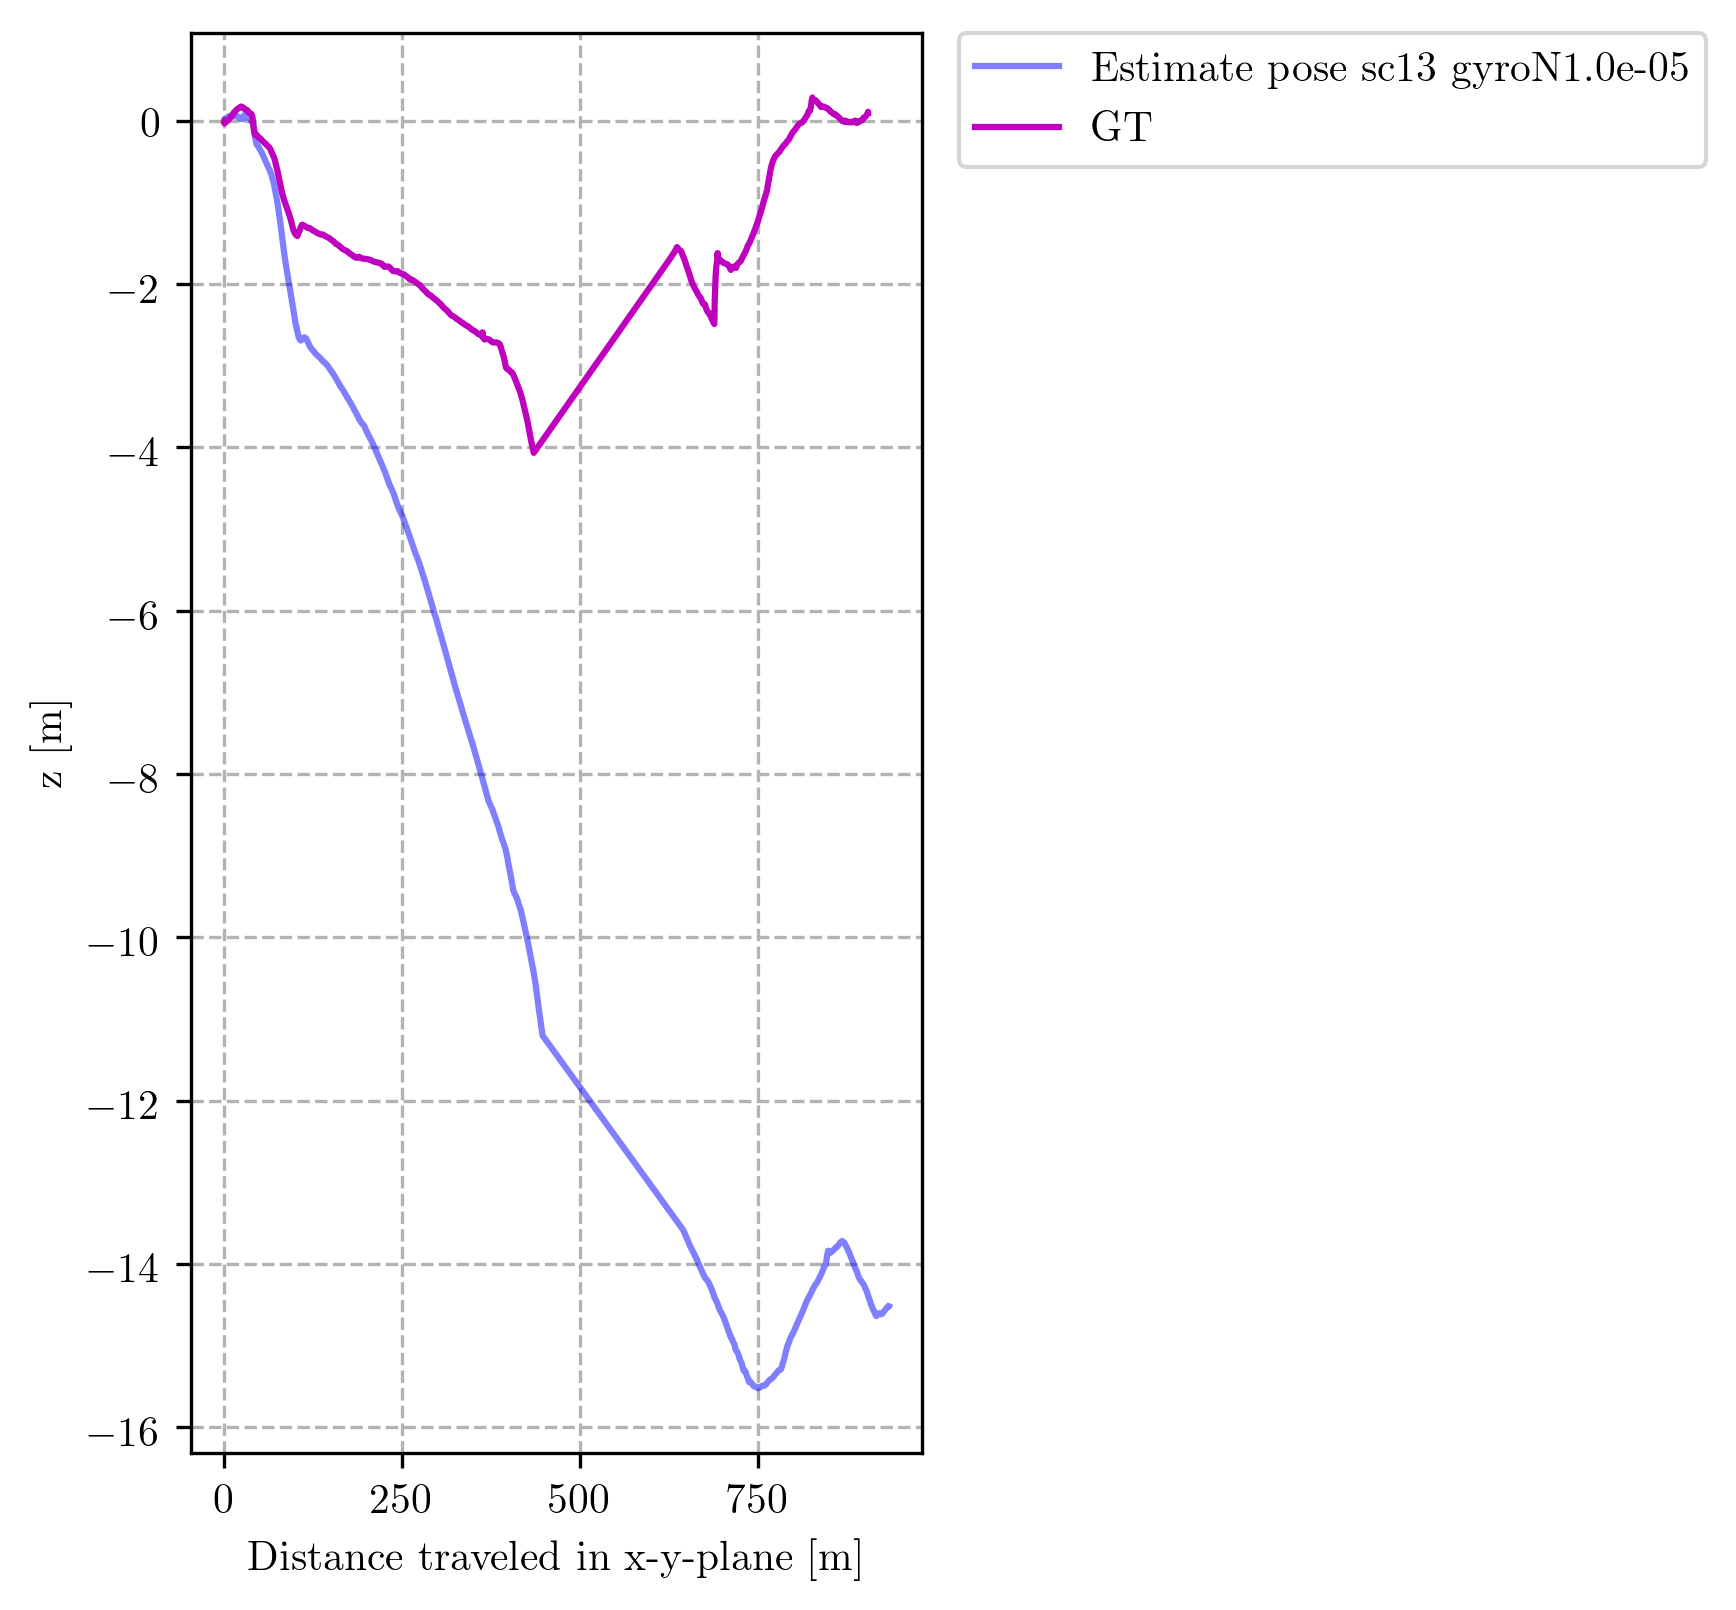 Estimate pose sc13 gyroN1.0e-05
GT
0
−2
−4
−6
−8
−10
−12
−14
−16
z [m]
0 250 500 750
Distance traveled in x-y-plane [m]